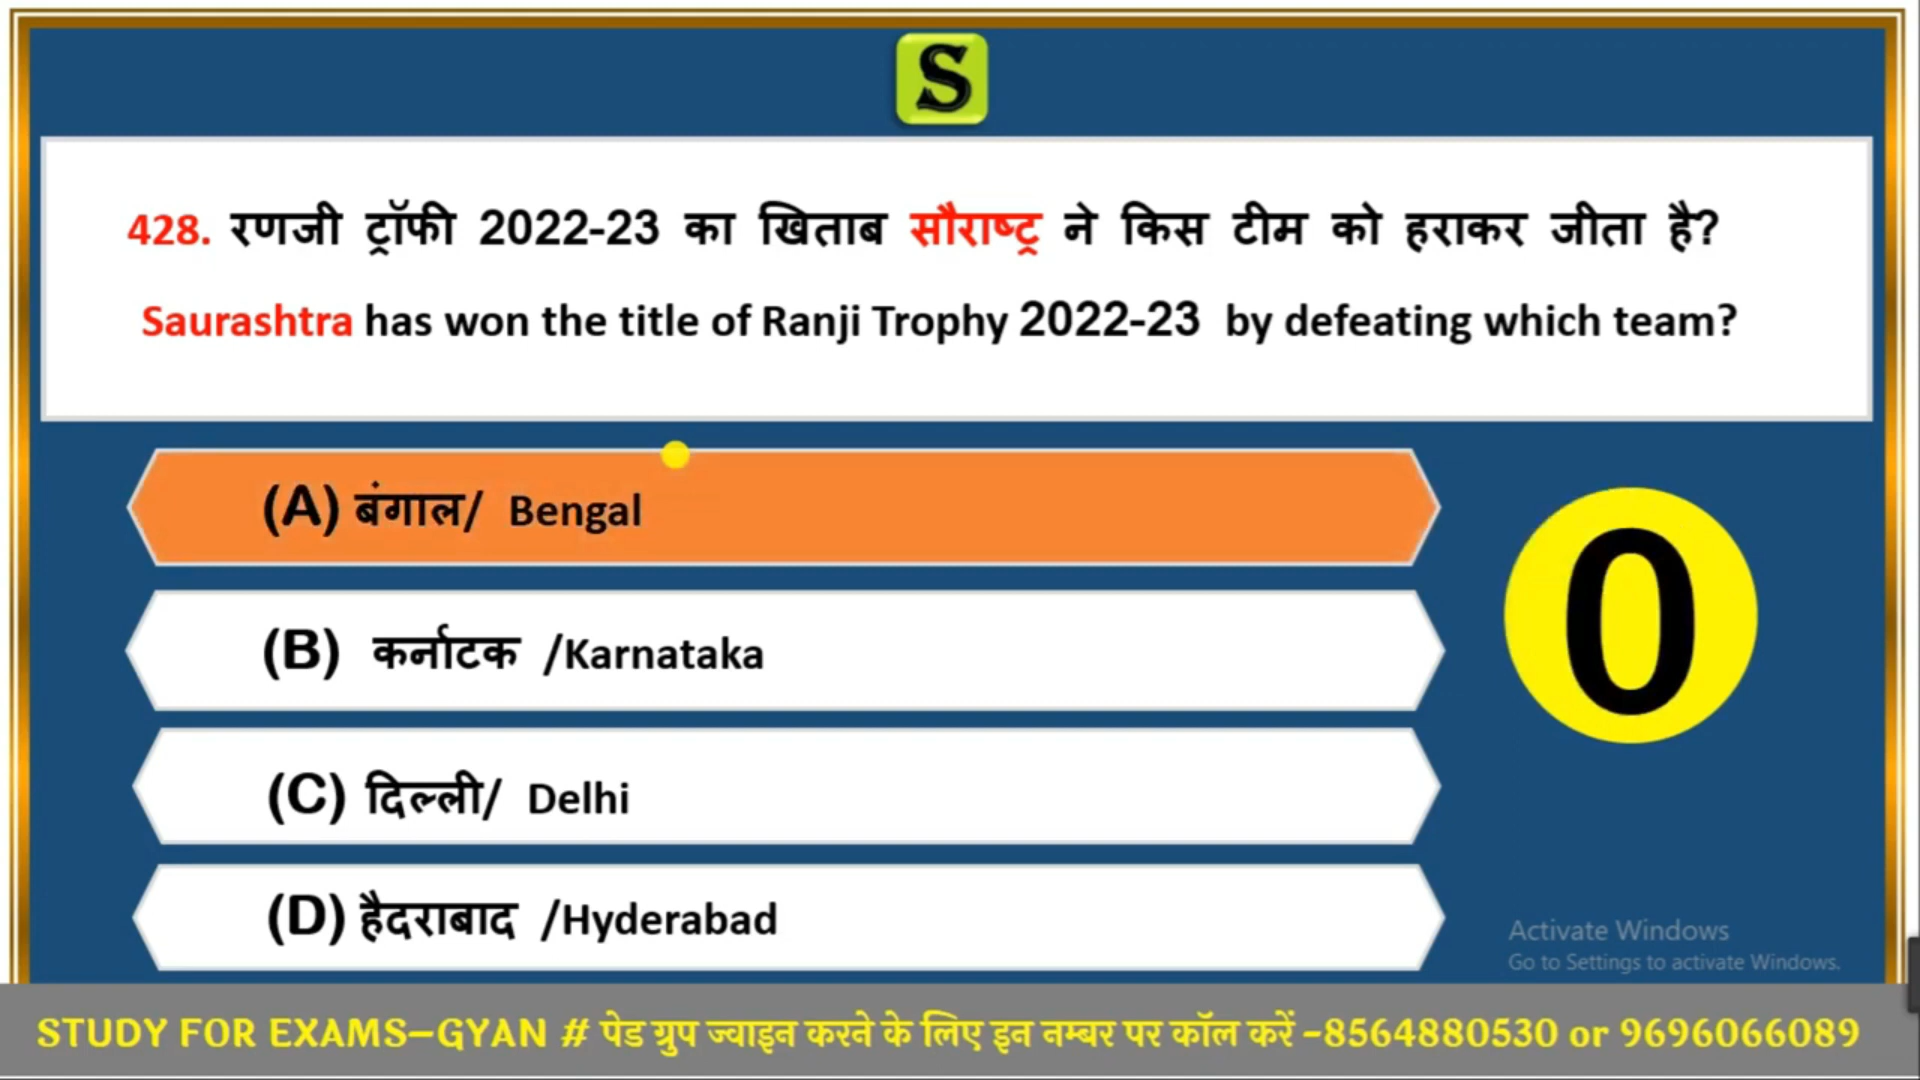 S
428. रणजी ट्रॉफी 2022-23 का खिताब सौराष्ट्र ने किस टीम को हराकर जीता है?
Saurashtra has won the title of Ranji Trophy 2022-23 by defeating which team?
(A) बंगाल/ Bengal
(B) कर्नाटक /Karnataka
0
(C) दिल्ली/ Delhi
(D) हैदराबाद /Hyderabad
Activate Windows
Go to Settings to activate Windows.
STUDY FOR EXAMS–GYAN # पेड ग्रुप ज्वाइन करने के लिए इन नम्बर पर कॉल करें –8564880530 or 9696066089